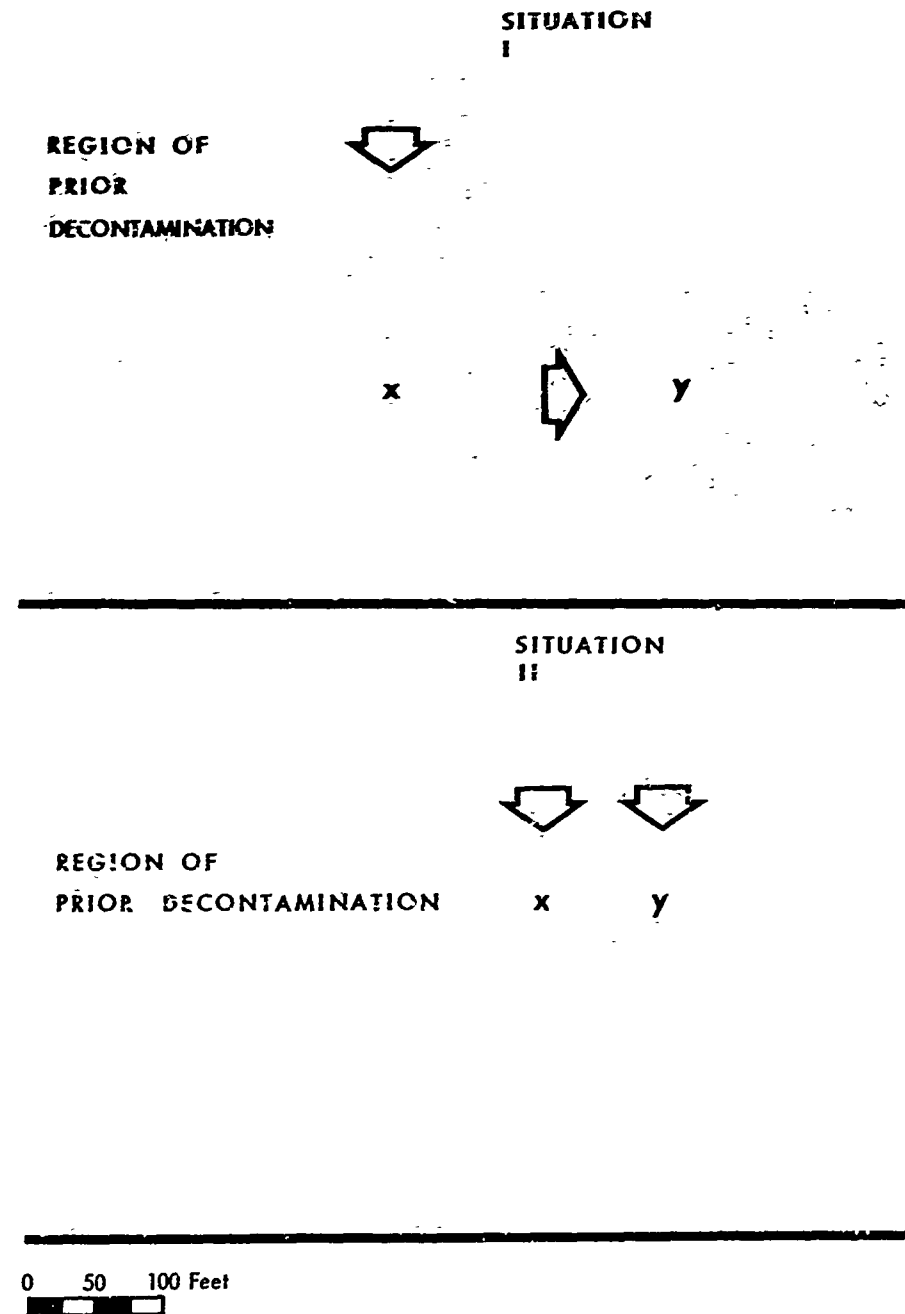 SITUATION
I
REGION OF
PRIOR
DECONTAMINATION
x y
SITUATION
II
REGION OF
PRIOR DECONTAMINATION x y
0 50 100 Feet